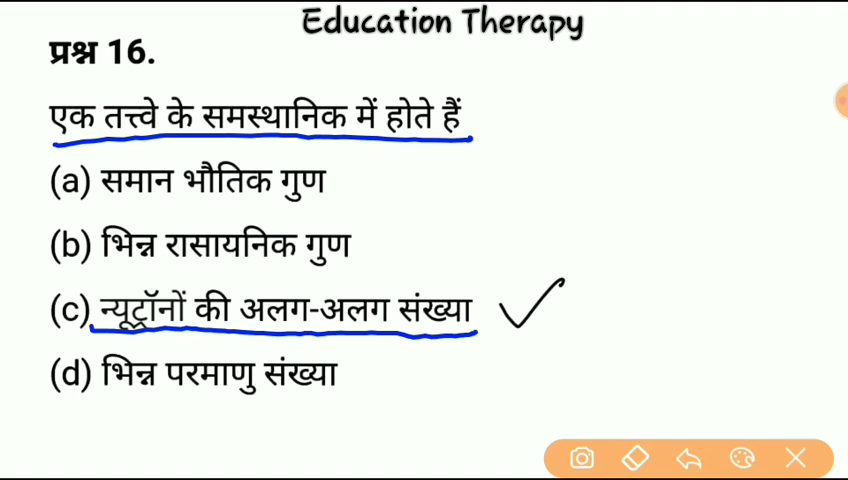 Education Therapy
प्रश्न 16.
एक तत्त्वे के समस्थानिक में होते हैं
(a) समान भौतिक गुण
(b) भिन्न रासायनिक गुण
(c) न्यूट्रॉनों की अलग-अलग संख्या
(d) भिन्न परमाणु संख्या